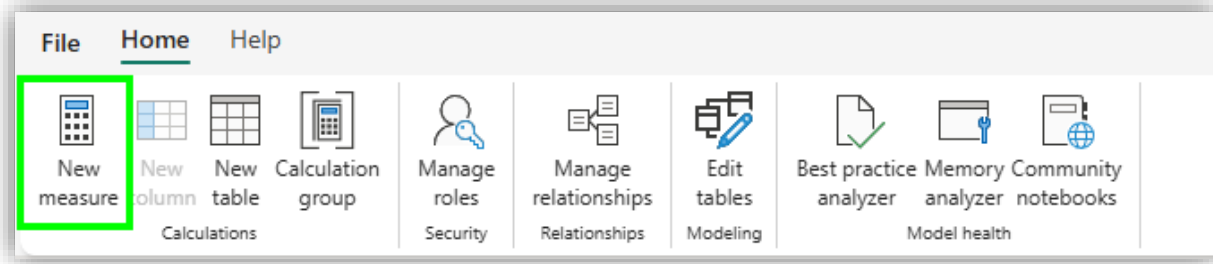 File Home Help
New New New Calculation Manage Manage Edit Best practice Memory Community
measure column table group roles relationships tables analyzer analyzer notebooks
Calculations Security Relationships Modeling Model health